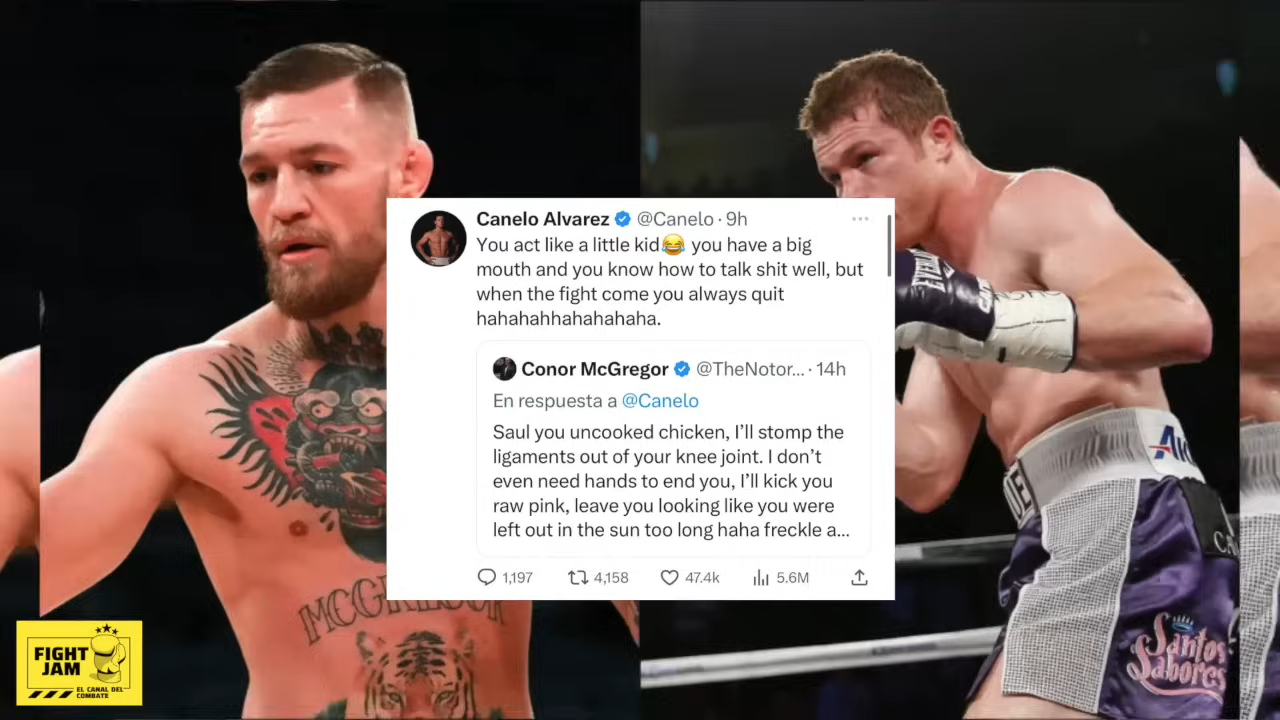 Canelo Alvarez @Canelo · 9h
You act like a little kid😂 you have a big
mouth and you know how to talk shit well, but
when the fight come you always quit
hahahahhahahahaha.
Conor McGregor @TheNotor... · 14h
En respuesta a @Canelo
Saul you uncooked chicken, I'll stomp the
ligaments out of your knee joint. I don't
even need hands to end you, I'll kick you
raw pink, leave you looking like you were
left out in the sun too long haha freckle a...
1,197 4,158 47.4k 5.6M
MCGREGOR
Santos
Sabores
FIGHT
JAM
EL CANAL DEL
COMBATE